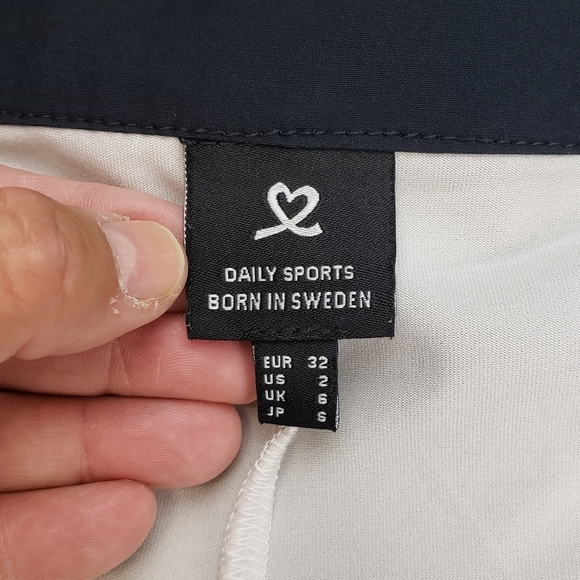 DAILY SPORTS
BORN IN SWEDEN
EUR 32
US 2
UK 6
JP S